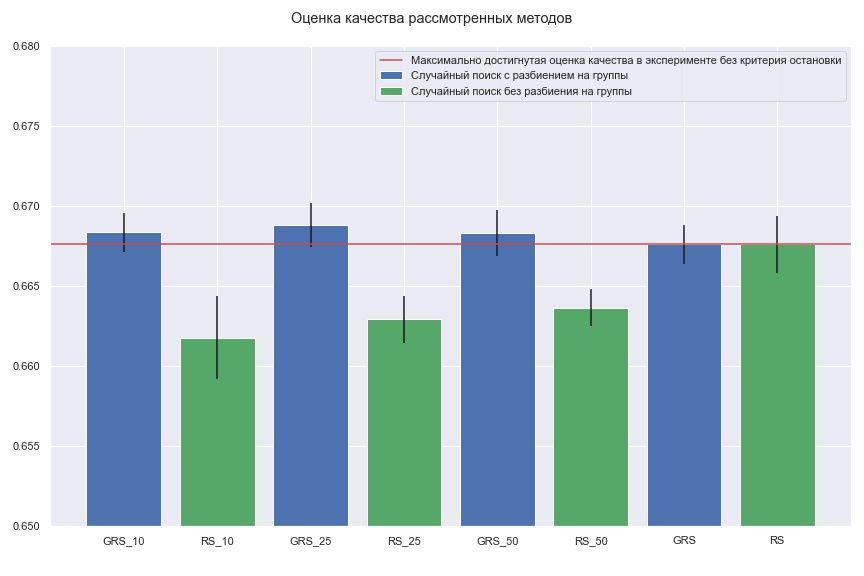 Оценка качества рассмотренных методов
0.680
0.675
0.670
0.665
0.660
0.655
0.650
Максимально достигнутая оценка качества в эксперименте без критерия остановки
Случайный поиск с разбиением на группы
Случайный поиск без разбиения на группы
GRS_10 RS_10 GRS_25 RS_25 GRS_50 RS_50 GRS RS